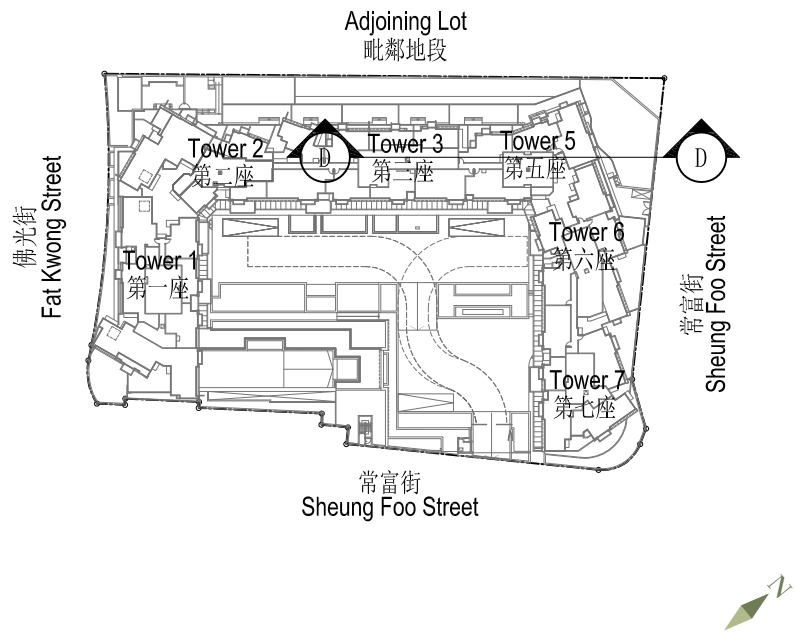 Adjoining Lot
毗鄰地段
Tower 2
第二座
D
Tower 3
第三座
Tower 5
第五座
D
佛光街
Fat Kwong Street
Tower 1
第一座
Tower 6
第六座
常富街
Sheung Foo Street
Tower 7
第七座
常富街
Sheung Foo Street
N